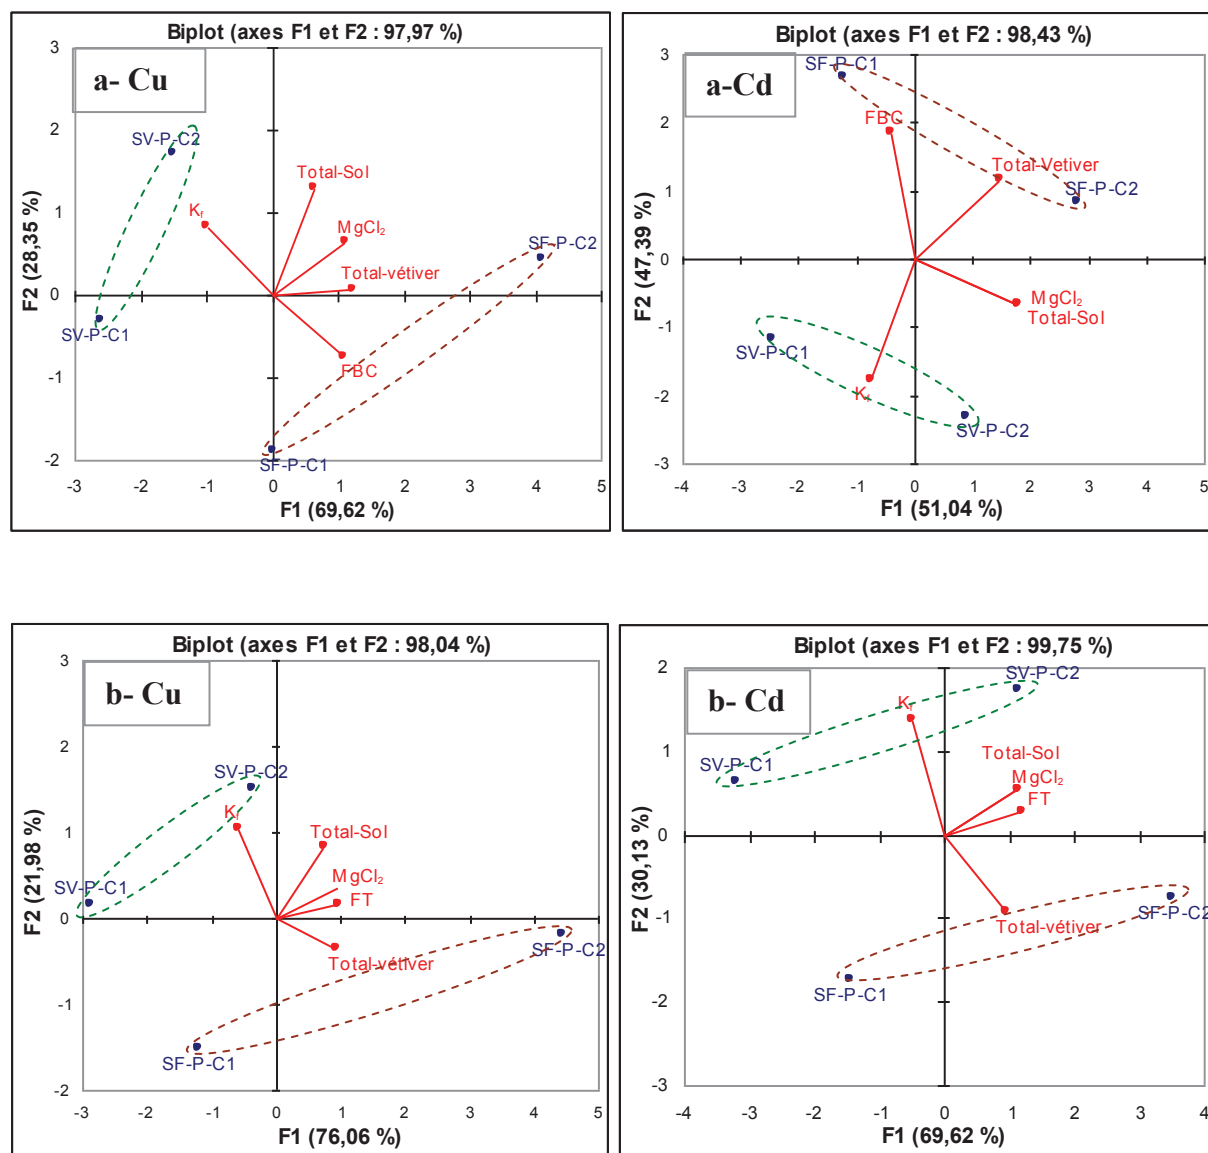 Biplot (axes F1 et F2 : 97,97 %)
a- Cu
3
2
1
0
-1
-2
F2 (28,35 %)
SV-P-C2
Total-Sol
Kf
MgCl₂
SF-P-C2
Total-vétiver
SV-P-C1
FBC
SF-P-C1
-3 -2 -1 0 1 2 3 4 5
F1 (69,62 %)
Biplot (axes F1 et F2 : 98,43 %)
a-Cd
3
2
1
0
-1
-2
-3
F2 (47,39 %)
SF-P-C1
FBC
Total-Vetiver
SF-P-C2
MgCl₂
Total-Sol
SV-P-C1
SV-P-C2
-4 -3 -2 -1 0 1 2 3 4 5
F1 (51,04 %)
Biplot (axes F1 et F2 : 98,04 %)
b- Cu
3
2
1
0
-1
-2
F2 (21,98 %)
SV-P-C2
Kf
Total-Sol
SV-P-C1
MgCl₂
FT
SF-P-C2
Total-vétiver
SF-P-C1
-3 -2 -1 0 1 2 3 4 5
F1 (76,06 %)
Biplot (axes F1 et F2 : 99,75 %)
b- Cd
2
1
0
-1
-2
-3
F2 (30,13 %)
SV-P-C2
Total-Sol
SV-P-C1
MgCl₂
FT
SF-P-C2
Total-vétiver
SF-P-C1
-4 -3 -2 -1 0 1 2 3 4
F1 (69,62 %)